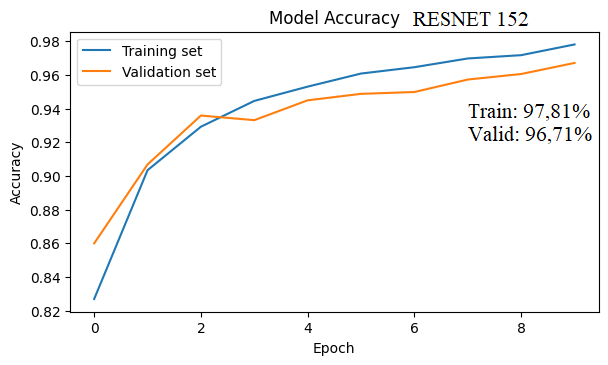 Model Accuracy RESNET 152
Training set
Validation set
Train: 97,81%
Valid: 96,71%
Accuracy
0.98
0.96
0.94
0.92
0.90
0.88
0.86
0.84
0.82
0 2 4 6 8
Epoch